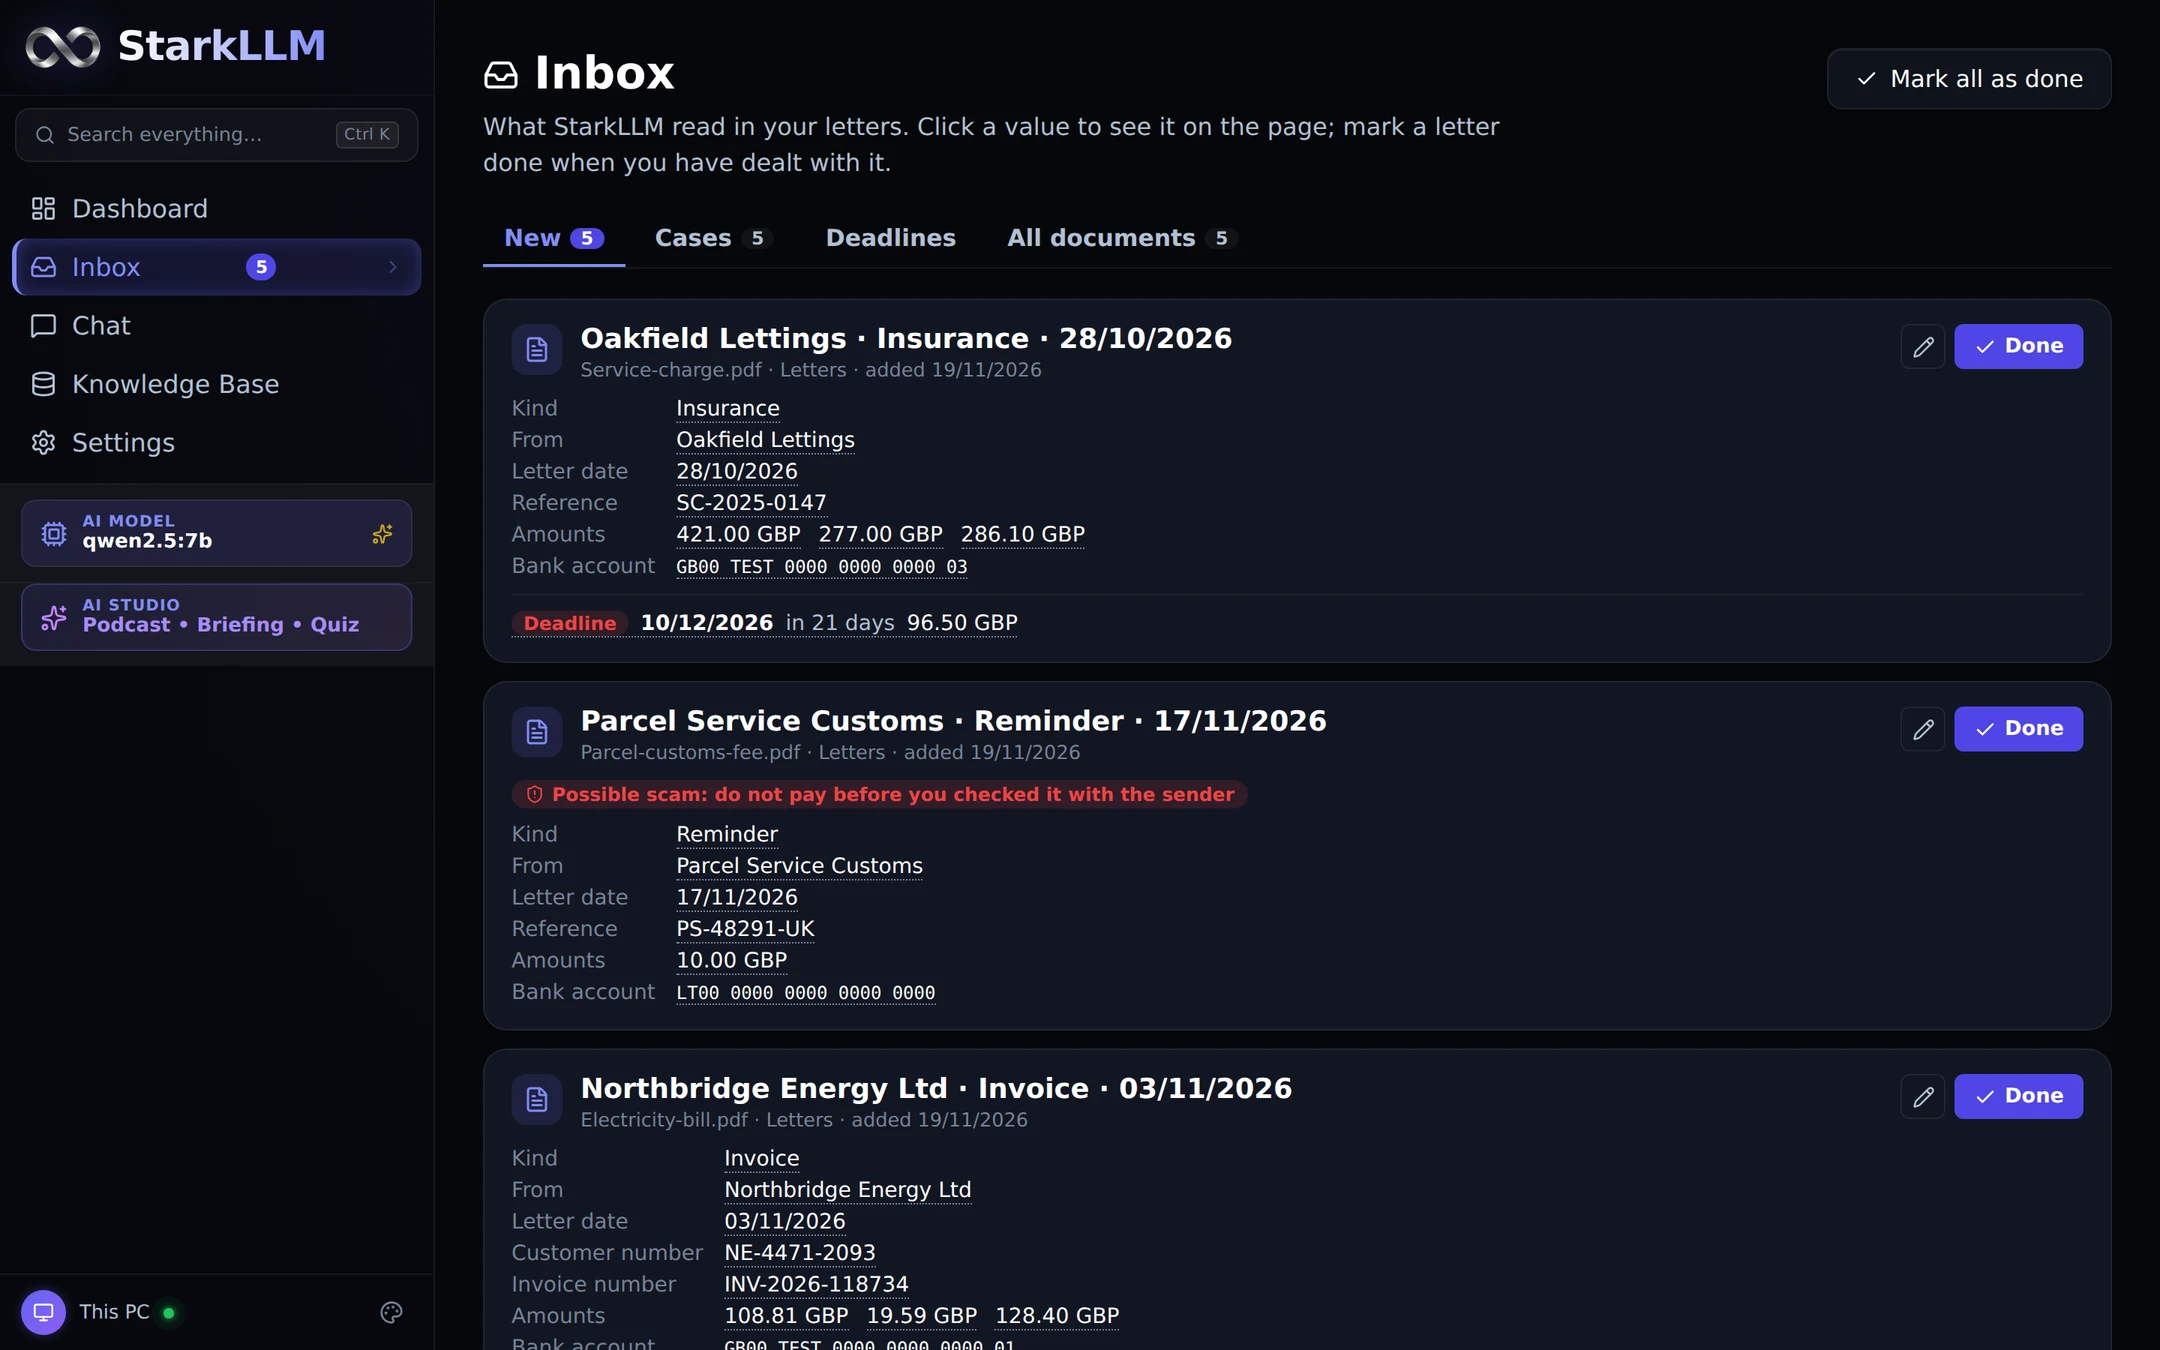 StarkLLM
Search everything... Ctrl K
Dashboard
Inbox 5
Chat
Knowledge Base
Settings
AI MODEL
qwen2.5:7b
AI STUDIO
Podcast • Briefing • Quiz
This PC
Inbox
Mark all as done
What StarkLLM read in your letters. Click a value to see it on the page; mark a letter
done when you have dealt with it.
New 5 Cases 5 Deadlines All documents 5
Oakfield Lettings · Insurance · 28/10/2026
Done
Service-charge.pdf · Letters · added 19/11/2026
Kind Insurance
From Oakfield Lettings
Letter date 28/10/2026
Reference SC-2025-0147
Amounts 421.00 GBP 277.00 GBP 286.10 GBP
Bank account GB00 TEST 0000 0000 0000 03
Deadline 10/12/2026 in 21 days 96.50 GBP
Parcel Service Customs · Reminder · 17/11/2026
Done
Parcel-customs-fee.pdf · Letters · added 19/11/2026
Possible scam: do not pay before you checked it with the sender
Kind Reminder
From Parcel Service Customs
Letter date 17/11/2026
Reference PS-48291-UK
Amounts 10.00 GBP
Bank account LT00 0000 0000 0000 0000
Northbridge Energy Ltd · Invoice · 03/11/2026
Done
Electricity-bill.pdf · Letters · added 19/11/2026
Kind Invoice
From Northbridge Energy Ltd
Letter date 03/11/2026
Customer number NE-4471-2093
Invoice number INV-2026-118734
Amounts 108.81 GBP 19.59 GBP 128.40 GBP
Bank account GB00 TEST 0000 0000 0000 01